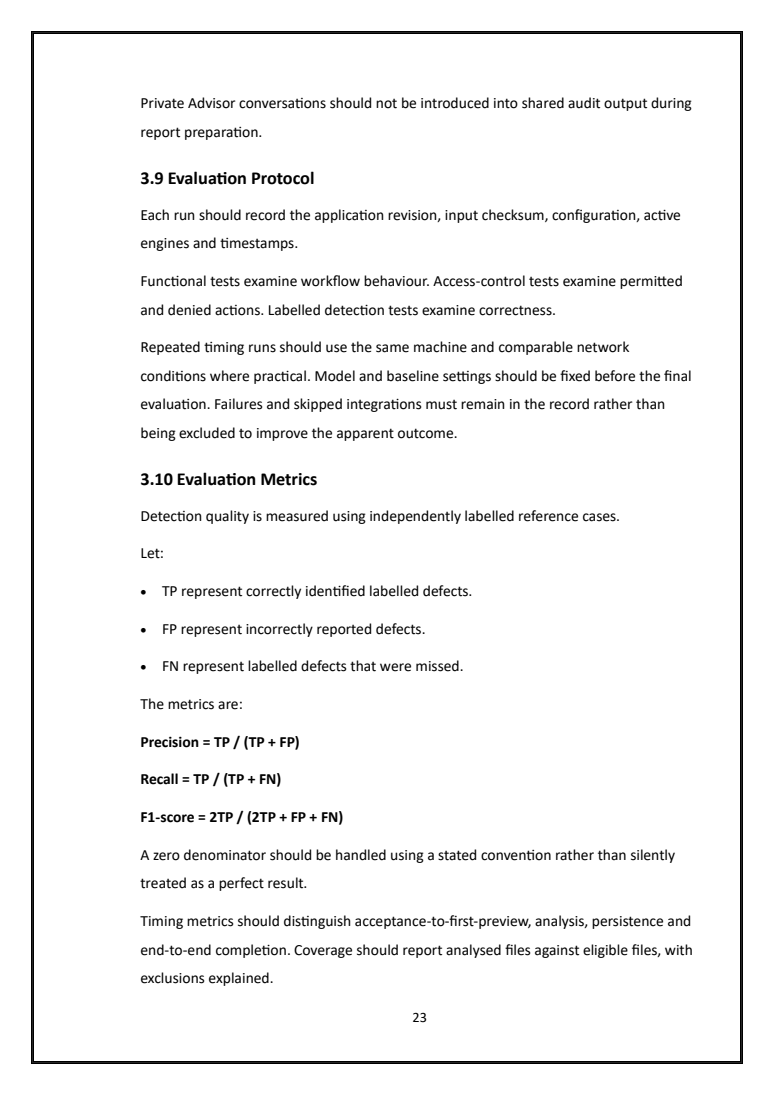 Private Advisor conversations should not be introduced into shared audit output during
report preparation.
3.9 Evaluation Protocol
Each run should record the application revision, input checksum, configuration, active
engines and timestamps.
Functional tests examine workflow behaviour. Access-control tests examine permitted
and denied actions. Labelled detection tests examine correctness.
Repeated timing runs should use the same machine and comparable network
conditions where practical. Model and baseline settings should be fixed before the final
evaluation. Failures and skipped integrations must remain in the record rather than
being excluded to improve the apparent outcome.
3.10 Evaluation Metrics
Detection quality is measured using independently labelled reference cases.
Let:
• TP represent correctly identified labelled defects.
• FP represent incorrectly reported defects.
• FN represent labelled defects that were missed.
The metrics are:
Precision = TP / (TP + FP)
Recall = TP / (TP + FN)
F1-score = 2TP / (2TP + FP + FN)
A zero denominator should be handled using a stated convention rather than silently
treated as a perfect result.
Timing metrics should distinguish acceptance-to-first-preview, analysis, persistence and
end-to-end completion. Coverage should report analysed files against eligible files, with
exclusions explained.
23